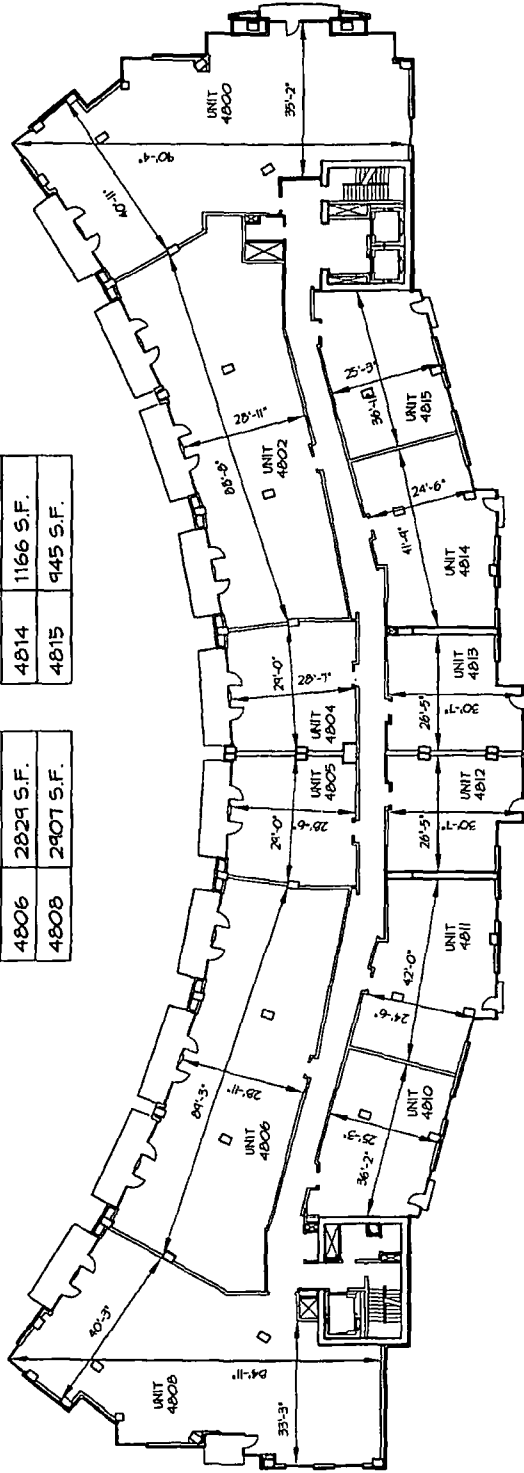 4814 1166 S.F.
4815 945 S.F.
4806 2829 S.F.
4808 2907 S.F.
UNIT
4800
35'-2"
90'-4"
40'-11"
UNIT
4802
28'-11"
UNIT
4815
25'-3"
36'-1"
UNIT
4814
24'-6"
41'-9"
UNIT
4804
29'-0"
28'-7"
UNIT
4813
26'-5"
30'-7"
UNIT
4805
29'-0"
28'-6"
UNIT
4812
26'-5"
30'-7"
UNIT
4811
42'-0"
24'-6"
UNIT
4806
89'-3"
28'-11"
UNIT
4810
25'-3"
36'-2"
UNIT
4808
40'-3"
84'-11"
33'-3"